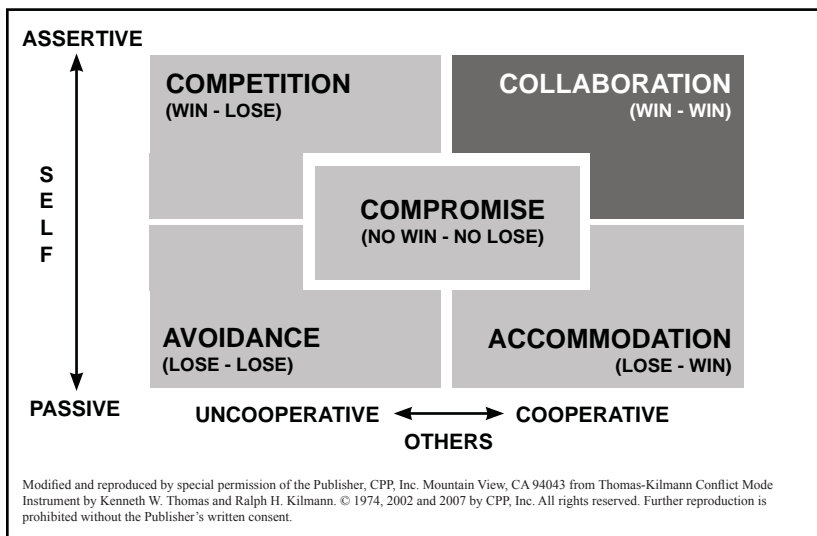 ASSERTIVE
COMPETITION
(WIN - LOSE)
COLLABORATION
(WIN - WIN)
S
E
L
F
COMPROMISE
(NO WIN - NO LOSE)
AVOIDANCE
(LOSE - LOSE)
ACCOMMODATION
(LOSE - WIN)
PASSIVE
UNCOOPERATIVE
COOPERATIVE
OTHERS
Modified and reproduced by special permission of the Publisher, CPP, Inc. Mountain View, CA 94043 from Thomas-Kilmann Conflict Mode
Instrument by Kenneth W. Thomas and Ralph H. Kilmann. © 1974, 2002 and 2007 by CPP, Inc. All rights reserved. Further reproduction is
prohibited without the Publisher’s written consent.